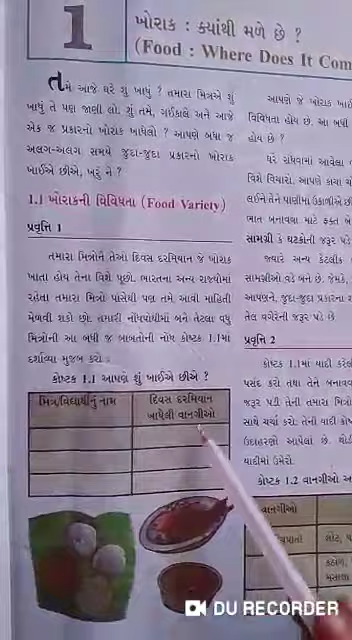 1
ખોરાક : ક્યાંથી મળે છે ?
(Food : Where Does It Com
તમે આજે ઘરે શું ખાધું ? તમારા મિત્રએ શું
ખાધું તે પણ જાણી લો. શું તમે, ગઈકાલે અને આજે
એક જ પ્રકારનો ખોરાક ખાધેલો ? આપણે બધા જ
અલગ-અલગ સમયે જુદા-જુદા પ્રકારનો ખોરાક
ખાઈએ છીએ, ખરું ને ?
1.1 ખોરાકની વિવિધતા (Food Variety)
પ્રવૃત્તિ 1
તમારા મિત્રોને તેઓ દિવસ દરમિયાન જે ખોરાક
ખાતા હોય તેના વિશે પૂછો. ભારતના અન્ય રાજ્યોમાં
રહેતા તમારા મિત્રો પાસેથી પણ તમે આવી માહિતી
મેળવી શકો છો. તમારી નોંધપોથીમાં બને તેટલા વધુ
મિત્રોની આ બધી જ બાબતોની નોંધ કોષ્ટક 1.1માં
દર્શાવ્યા મુજબ કરો :
કોષ્ટક 1.1 આપણે શું ખાઈએ છીએ ?
મિત્ર/વિદ્યાર્થીનું નામ
દિવસ દરમિયાન
ખાધેલી વાનગીઓ
આપણે જે ખોરાક ખાઈ
વિવિધતા હોય છે. આ બધી
હોય છે ?
ઘરે રાંધવામાં આવેલા
વિશે વિચારો. આપણે કાચા
લઈને તેને પાણીમાં ઉકાળીએ છી
ભાત બનાવવા માટે ફક્ત બે
સામગ્રી કે ઘટકોની જરૂર પડે
જ્યારે અન્ય કેટલીક
સામગ્રીઓ વડે બને છે. જેમકે,
આપણને, જુદા-જુદા પ્રકારના
તેલ વગેરેની જરૂર પડે છે.
પ્રવૃત્તિ 2
કોષ્ટક 1.1માં યાદી કરેલી
પસંદ કરો તથા તેને બનાવવ
જરૂર પડી તેની તમારા મિત્રો
સાથે ચર્ચા કરો. તેની યાદી કોષ્
ઉદાહરણો આપેલાં છે. થોડી
યાદીમાં ઉમેરો.
કોષ્ટક 1.2 વાનગીઓ અ
વાનગીઓ
લોટ, પ
કઠોળ,
મસાલા
DU RECORDER